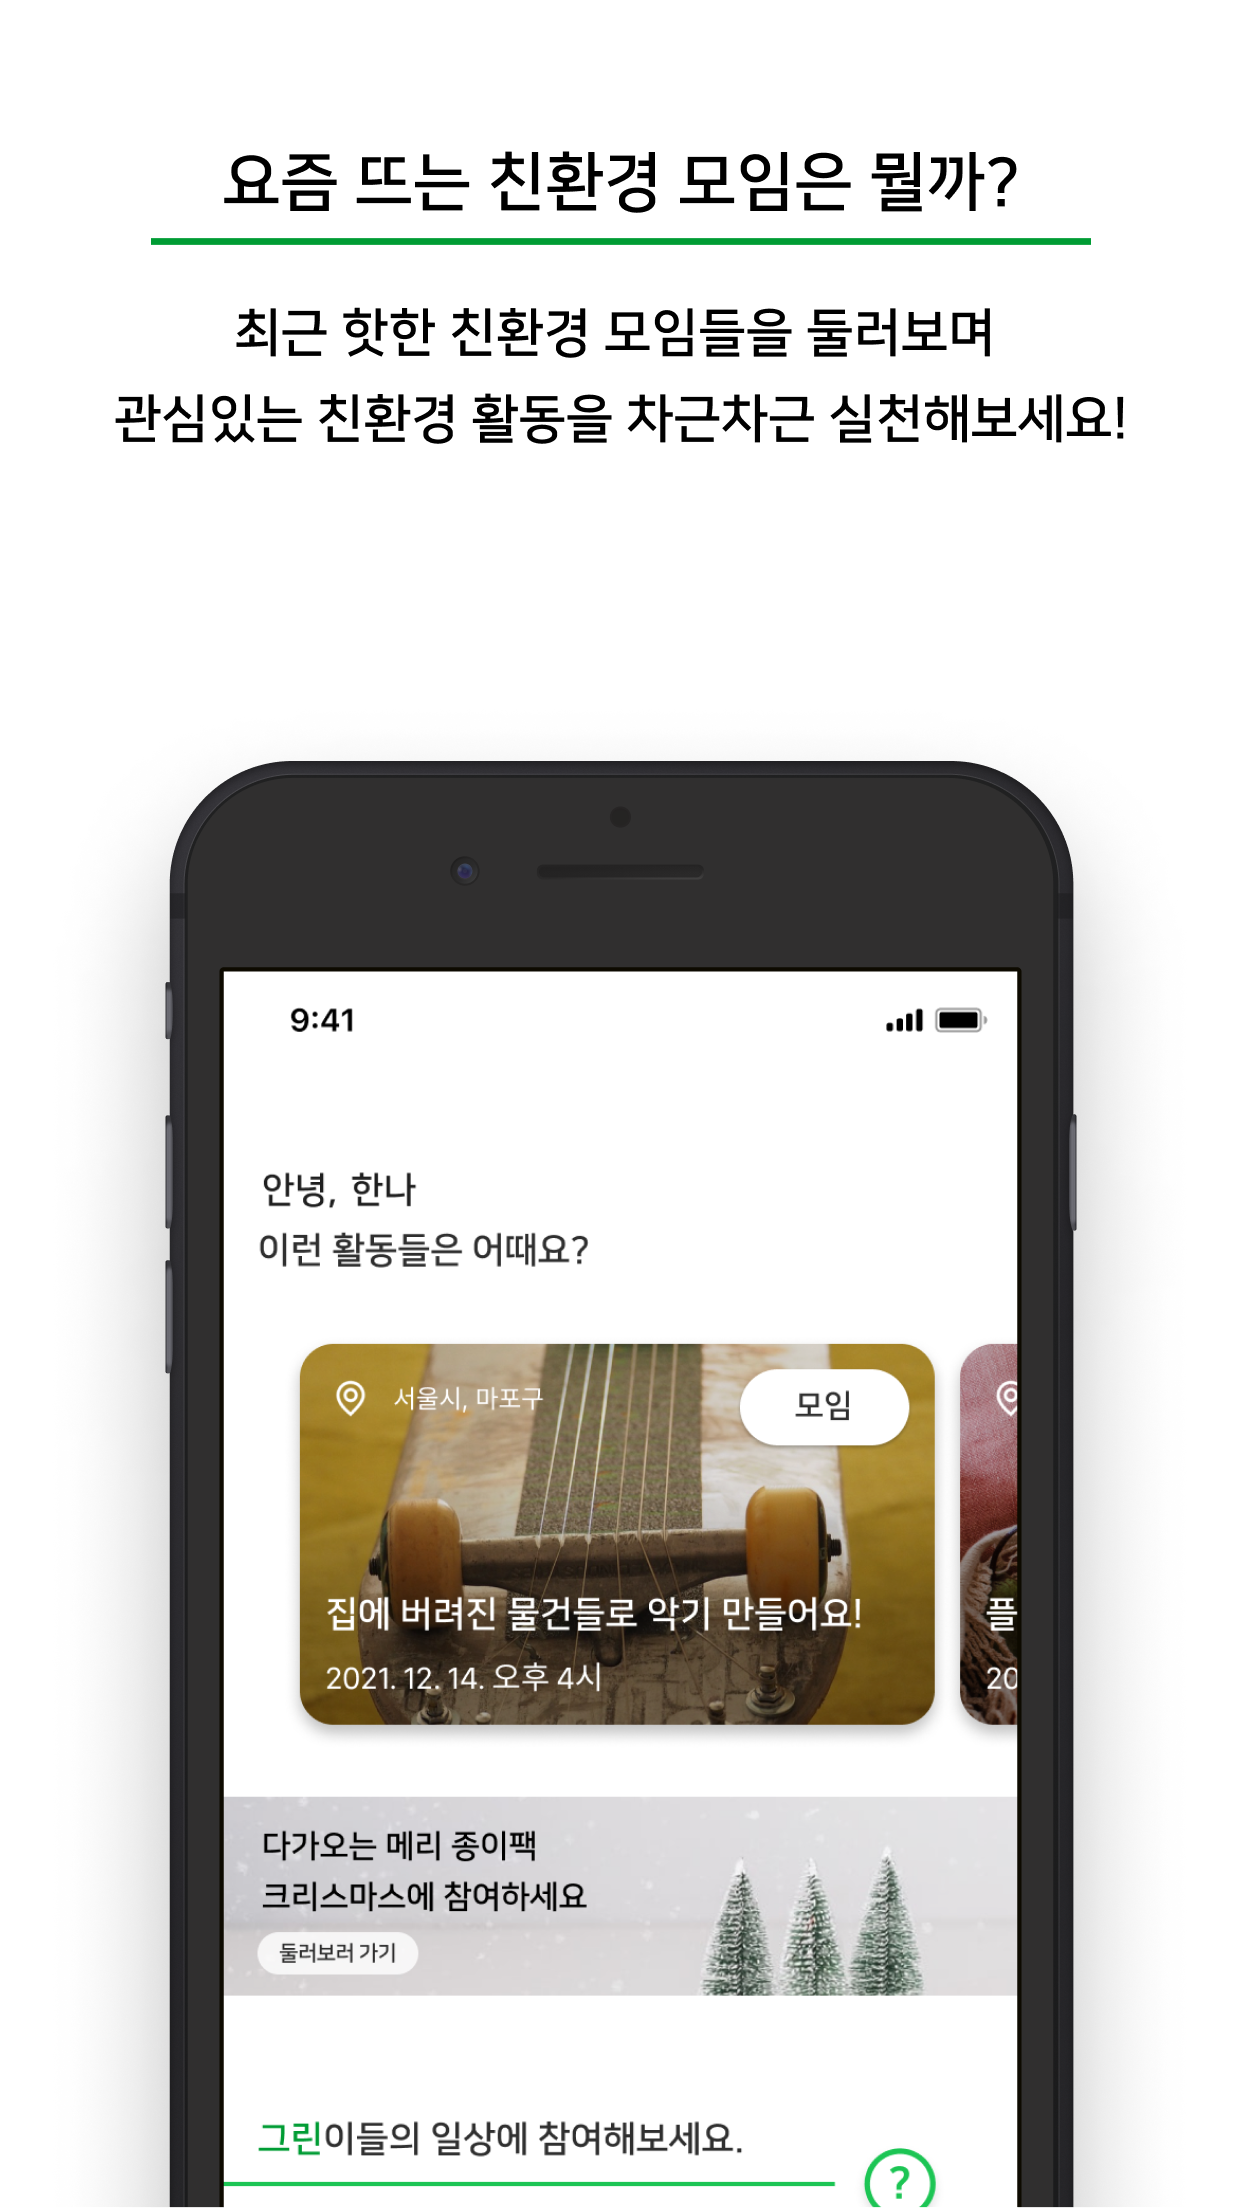 요즘 뜨는 친환경 모임은 뭘까?
최근 핫한 친환경 모임들을 둘러보며
관심있는 친환경 활동을 차근차근 실천해보세요!
9:41
안녕, 한나
이런 활동들은 어때요?
서울시, 마포구
모임
집에 버려진 물건들로 악기 만들어요!
플
2021. 12. 14. 오후 4시
20
다가오는 메리 종이팩
크리스마스에 참여하세요
둘러보러 가기
그린이들의 일상에 참여해보세요.
?